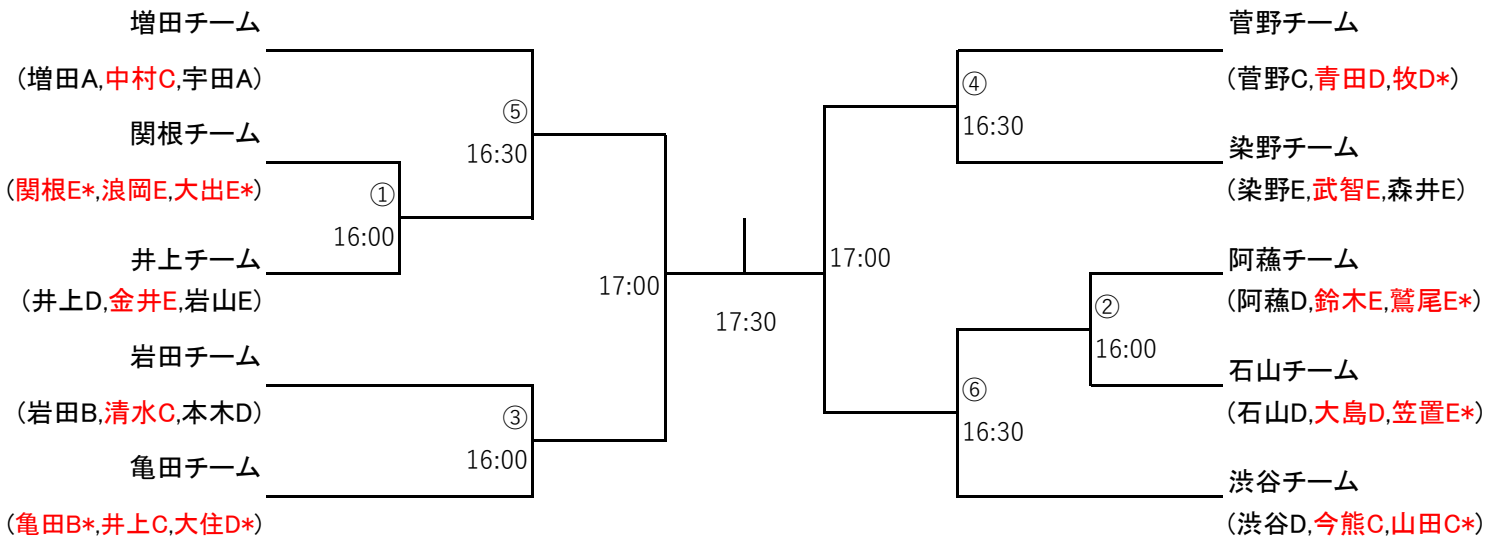 増田チーム
(増田A,中村C,宇田A)
⑤
16:30
関根チーム
(関根E*,浪岡E,大出E*)
①
16:00
井上チーム
(井上D,金井E,岩山E)
17:00
岩田チーム
(岩田B,清水C,本木D)
③
16:00
亀田チーム
(亀田B*,井上C,大住D*)
17:30
菅野チーム
(菅野C,青田D,牧D*)
④
16:30
染野チーム
(染野E,武智E,森井E)
17:00
阿蘓チーム
(阿蘓D,鈴木E,鷲尾E*)
②
16:00
石山チーム
(石山D,大島D,笠置E*)
⑥
16:30
渋谷チーム
(渋谷D,今熊C,山田C*)